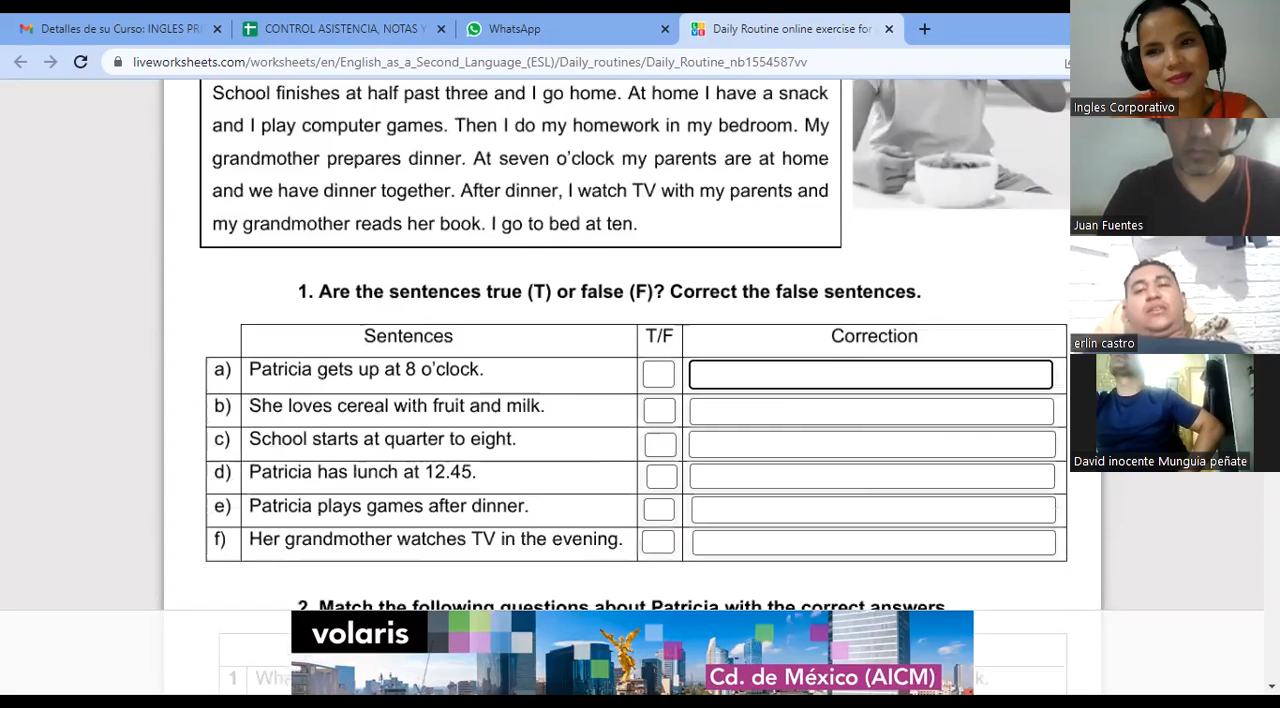 Detalles de su Curso: INGLES PRI
CONTROL ASISTENCIA, NOTAS Y
WhatsApp
Daily Routine online exercise for
liveworksheets.com/worksheets/en/English_as_a_Second_Language_(ESL)/Daily_routines/Daily_Routine_nb1554587vv
School finishes at half past three and I go home. At home I have a snack
and I play computer games. Then I do my homework in my bedroom. My
grandmother prepares dinner. At seven o'clock my parents are at home
and we have dinner together. After dinner, I watch TV with my parents and
my grandmother reads her book. I go to bed at ten.
1. Are the sentences true (T) or false (F)? Correct the false sentences.
Sentences T/F Correction
a) Patricia gets up at 8 o'clock.
b) She loves cereal with fruit and milk.
c) School starts at quarter to eight.
d) Patricia has lunch at 12.45.
e) Patricia plays games after dinner.
f) Her grandmother watches TV in the evening.
2. Match the following questions about Patricia with the correct answers
1 Wha
k.
volaris
Cd. de México (AICM)
Ingles Corporativo
Juan Fuentes
erlin castro
David inocente Munguia peñate